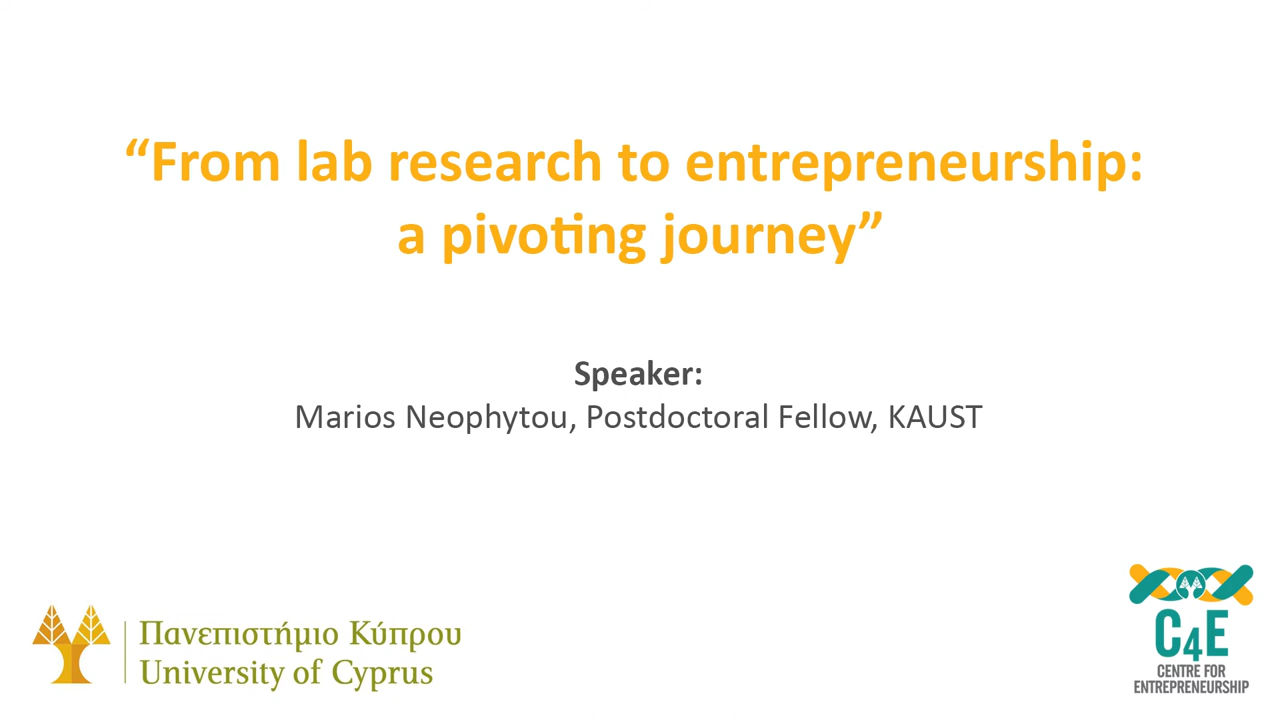 “From lab research to entrepreneurship:
a pivoting journey”
Speaker:
Marios Neophytou, Postdoctoral Fellow, KAUST
Πανεπιστήμιο Κύπρου
University of Cyprus
C4E
CENTRE FOR
ENTREPRENEURSHIP